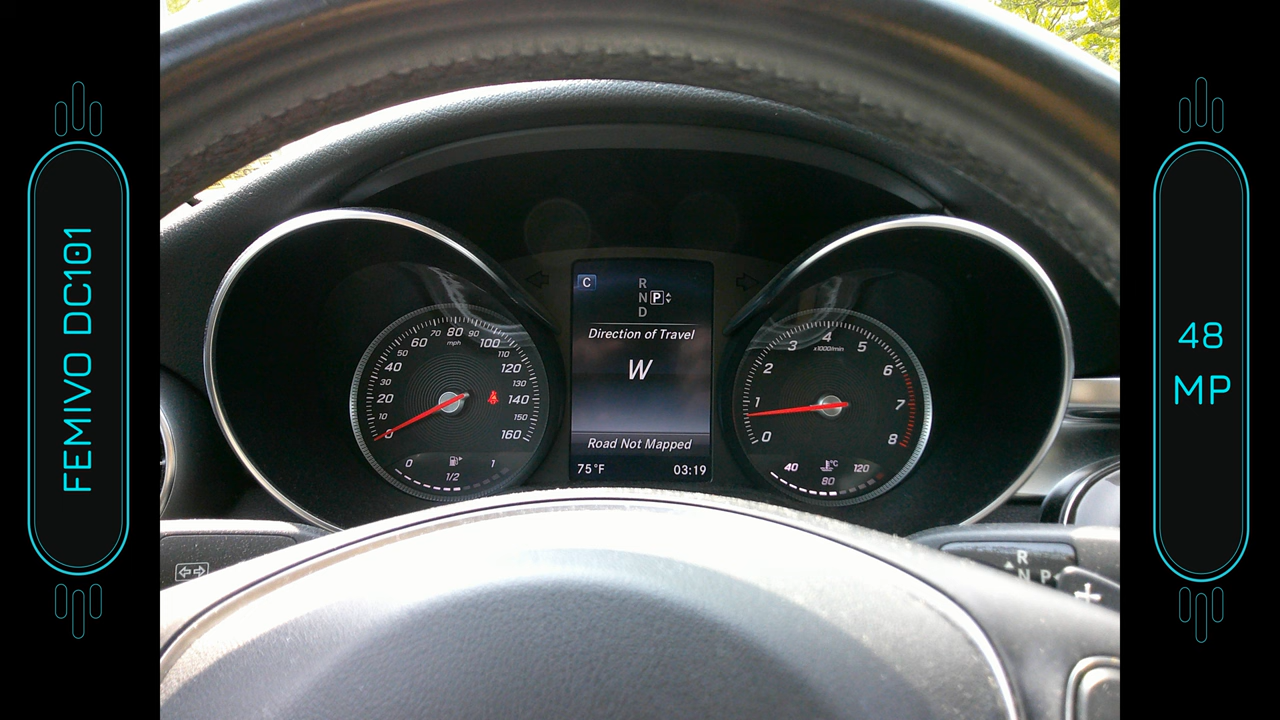 FEMIVO DC101
C
R
N P
D
Direction of Travel
W
Road Not Mapped
75°F 03:19
0
10
20
30
40
50
60
70
80
90
100
110
120
130
140
150
160
mph
0 1/2 1
0
1
2
3
4
5
6
7
8
x1000/min
40 °C 120
80
R
N P
+
48
MP